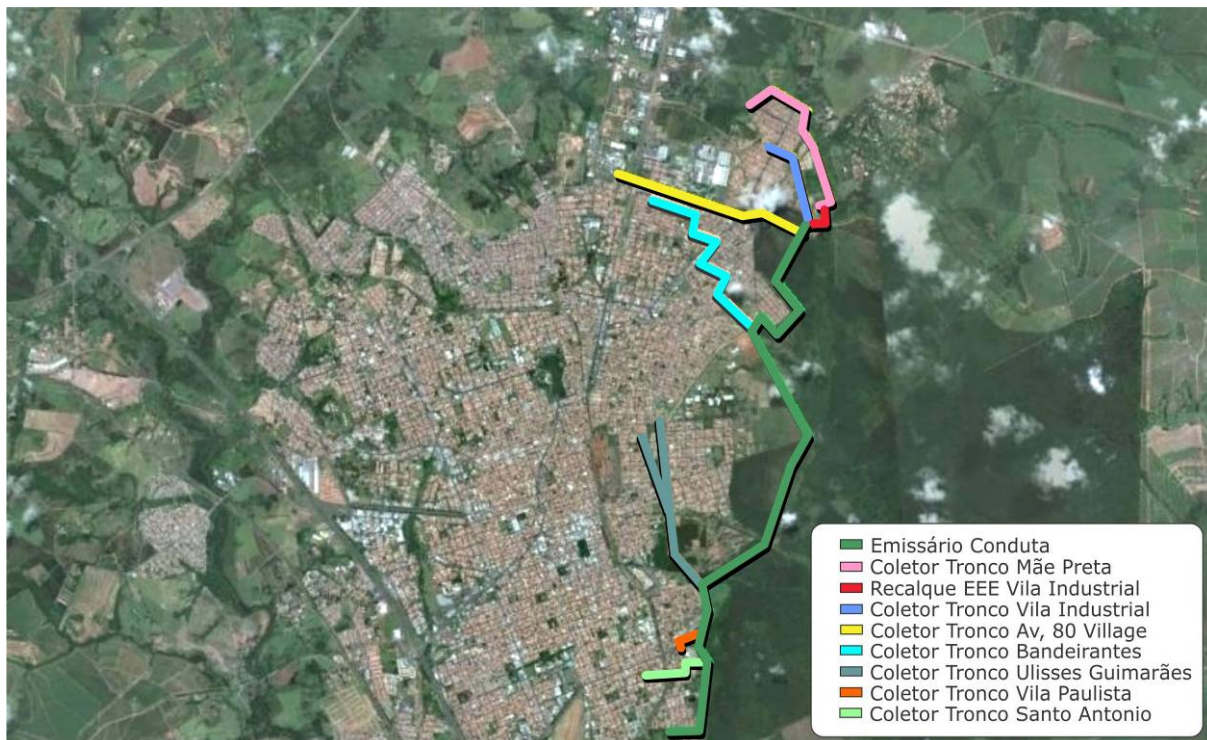 Emissário Conduta
Coletor Tronco Mãe Preta
Recalque EEE Vila Industrial
Coletor Tronco Vila Industrial
Coletor Tronco Av, 80 Village
Coletor Tronco Bandeirantes
Coletor Tronco Ulisses Guimarães
Coletor Tronco Vila Paulista
Coletor Tronco Santo Antonio